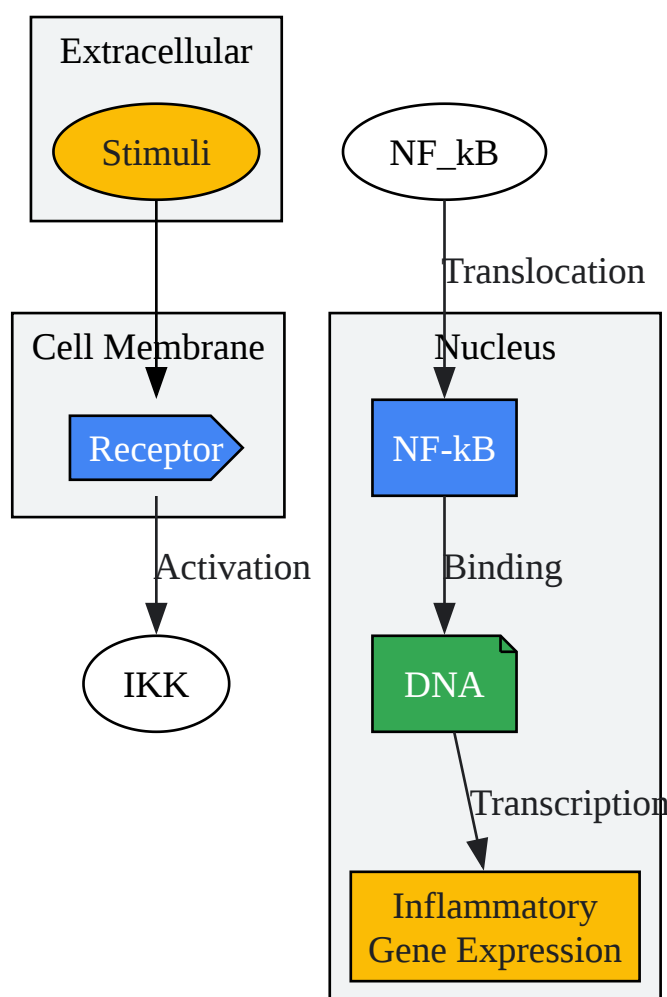 Extracellular
Stimuli
NF_kB
Translocation
Cell Membrane
Nucleus
Receptor
NF-kB
Activation
Binding
IKK
DNA
Transcription
Inflammatory
Gene Expression